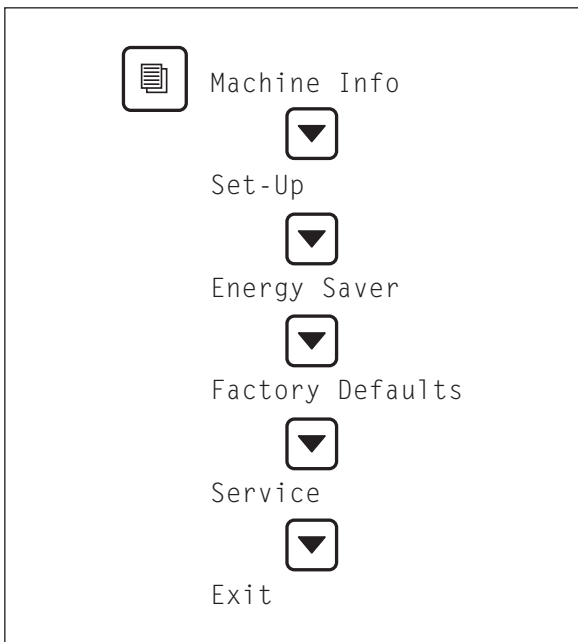 Machine Info
Set-Up
Energy Saver
Factory Defaults
Service
Exit